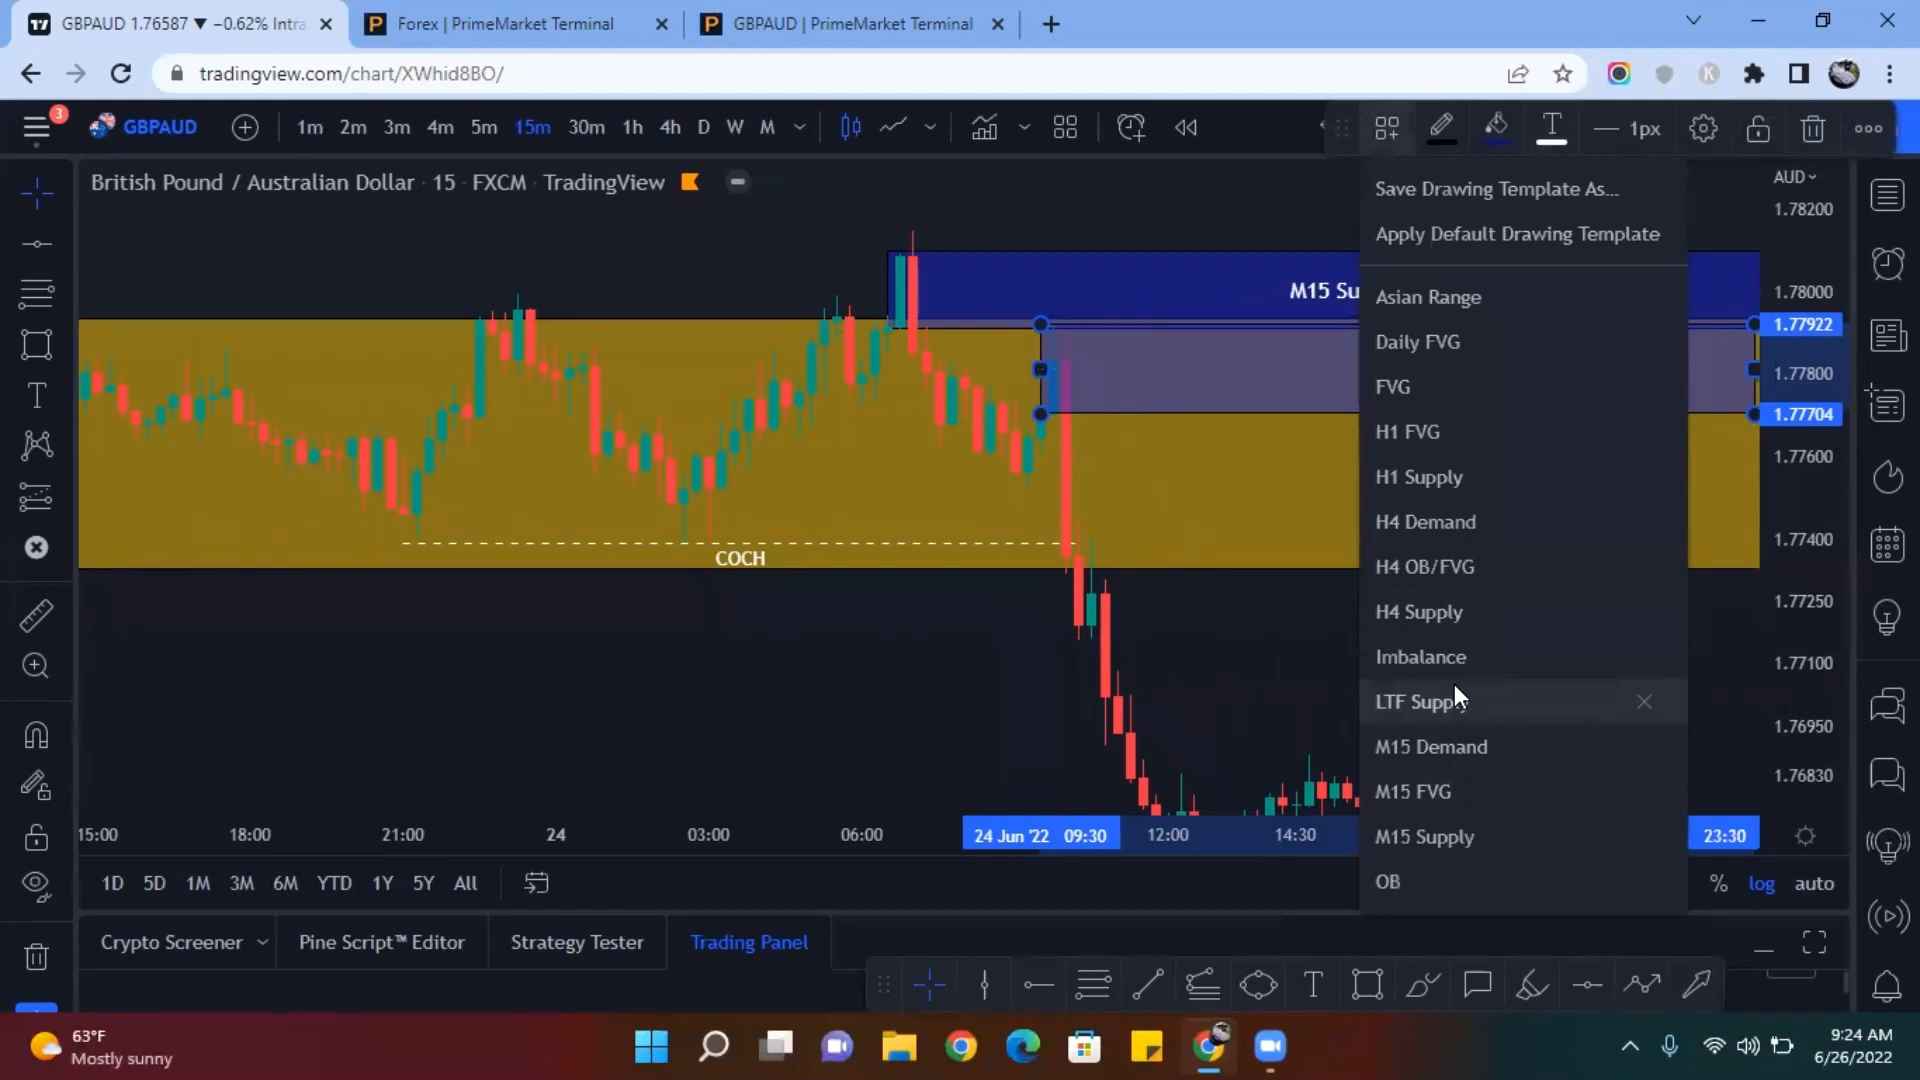 GBPAUD 1.76587 ▼ −0.62% Intra
Forex | PrimeMarket Terminal
GBPAUD | PrimeMarket Terminal
tradingview.com/chart/XWhid8BO/
3
GBPAUD
1m 2m 3m 4m 5m 15m 30m 1h 4h D W M
1px
British Pound / Australian Dollar · 15 · FXCM · TradingView
Save Drawing Template As...
Apply Default Drawing Template
Asian Range
Daily FVG
FVG
H1 FVG
H1 Supply
H4 Demand
H4 OB/FVG
H4 Supply
Imbalance
LTF Supply
M15 Demand
M15 FVG
M15 Supply
OB
AUD
1.78200
1.78000
1.77922
1.77800
1.77704
1.77600
1.77400
1.77250
1.77100
1.76950
1.76830
M15 Su
COCH
15:00 18:00 21:00 24 03:00 06:00 24 Jun '22 09:30 12:00 14:30 23:30
1D 5D 1M 3M 6M YTD 1Y 5Y All
% log auto
Crypto Screener Pine Script™ Editor Strategy Tester Trading Panel
63°F
Mostly sunny
9:24 AM
6/26/2022